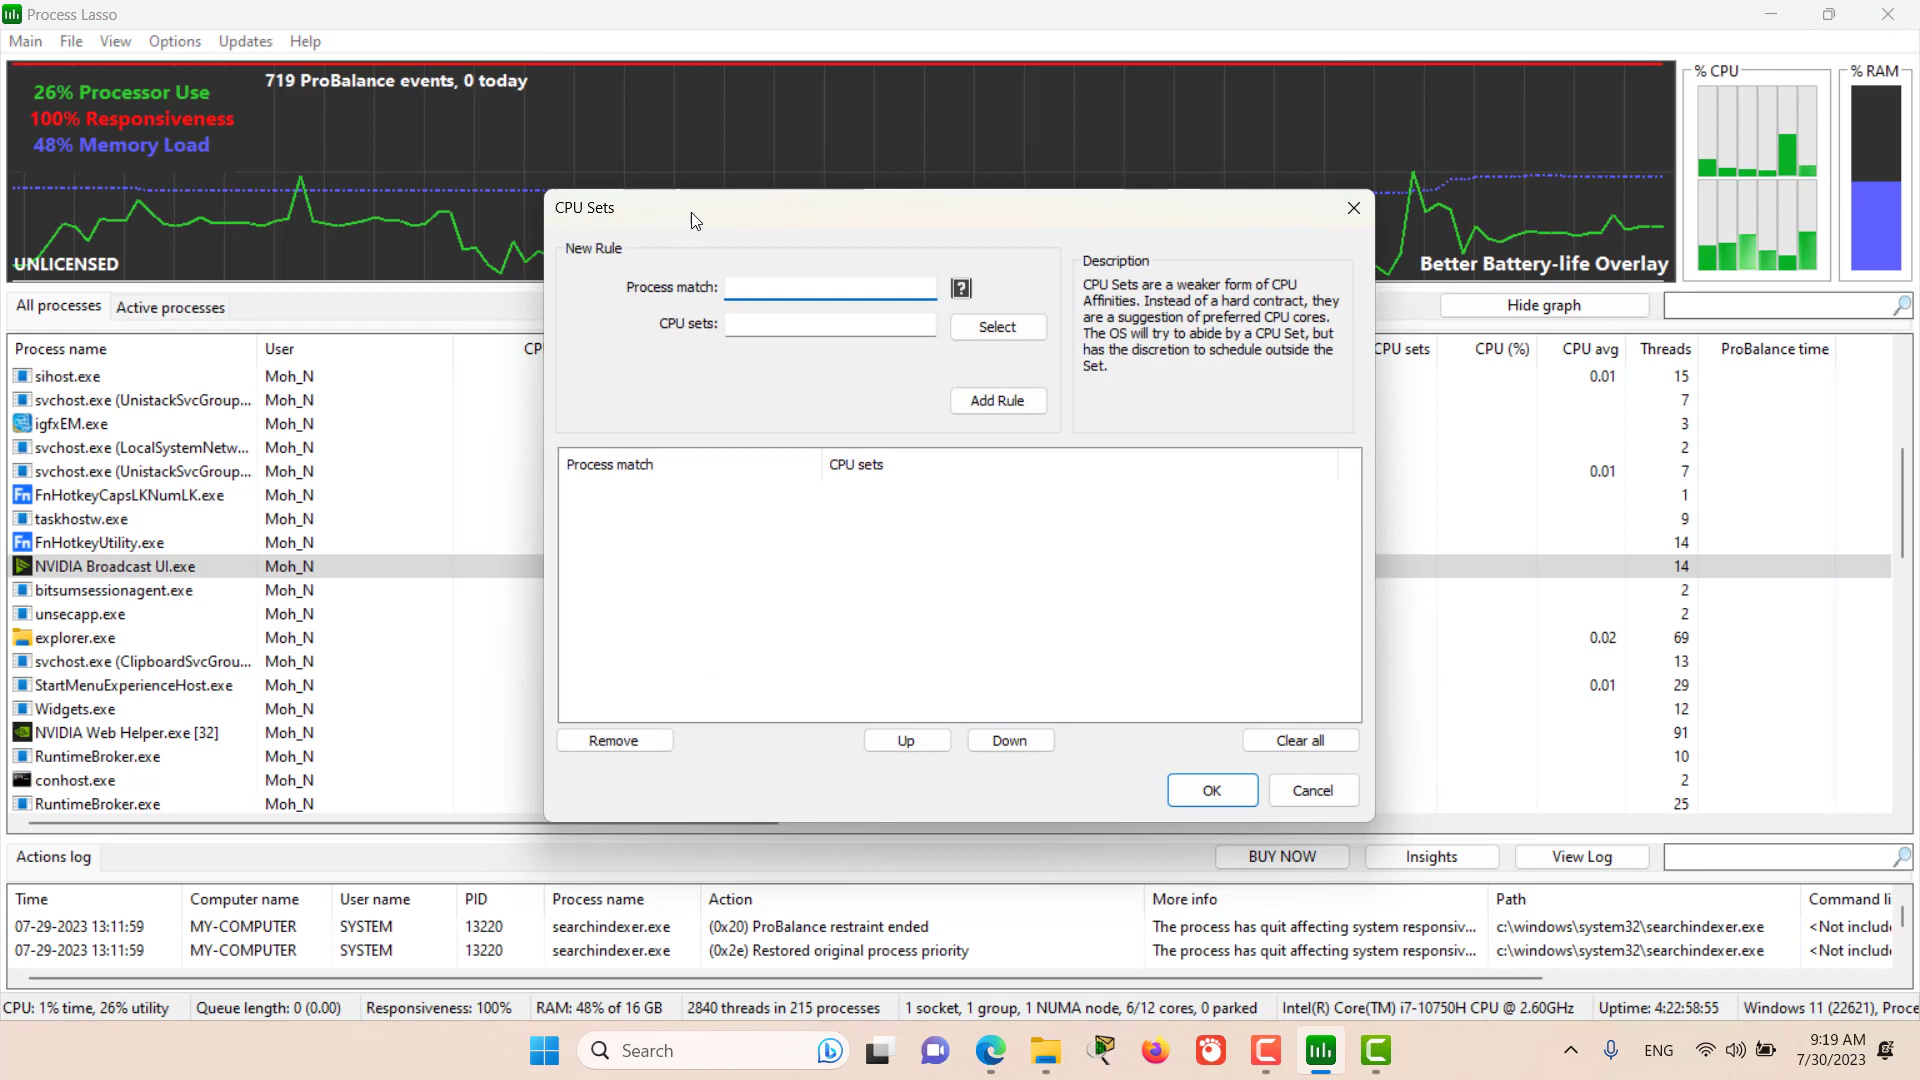 Process Lasso
Main File View Options Updates Help
26% Processor Use
100% Responsiveness
48% Memory Load
719 ProBalance events, 0 today
UNLICENSED
Better Battery-life Overlay
% CPU
% RAM
All processes Active processes
Hide graph
Process name User CP CPU sets CPU (%) CPU avg Threads ProBalance time
sihost.exe Moh_N 0.01 15
svchost.exe (UnistackSvcGroup... Moh_N 7
igfxEM.exe Moh_N 3
svchost.exe (LocalSystemNetw... Moh_N 2
svchost.exe (UnistackSvcGroup... Moh_N 0.01 7
Fn FnHotkeyCapsLKNumLK.exe Moh_N 1
taskhostw.exe Moh_N 9
Fn FnHotkeyUtility.exe Moh_N 14
NVIDIA Broadcast UI.exe Moh_N 14
bitsumsessionagent.exe Moh_N 2
unsecapp.exe Moh_N 2
explorer.exe Moh_N 0.02 69
svchost.exe (ClipboardSvcGrou... Moh_N 13
StartMenuExperienceHost.exe Moh_N 0.01 29
Widgets.exe Moh_N 12
NVIDIA Web Helper.exe [32] Moh_N 91
RuntimeBroker.exe Moh_N 10
conhost.exe Moh_N 2
RuntimeBroker.exe Moh_N 25
CPU Sets
New Rule
Process match: ?
CPU sets: Select
Add Rule
Description
CPU Sets are a weaker form of CPU
Affinities. Instead of a hard contract, they
are a suggestion of preferred CPU cores.
The OS will try to abide by a CPU Set, but
has the discretion to schedule outside the
Set.
Process match CPU sets
Remove Up Down Clear all
OK Cancel
Actions log
BUY NOW Insights View Log
Time Computer name User name PID Process name Action More info Path Command li
07-29-2023 13:11:59 MY-COMPUTER SYSTEM 13220 searchindexer.exe (0x20) ProBalance restraint ended The process has quit affecting system responsiv... c:\windows\system32\searchindexer.exe <Not include
07-29-2023 13:11:59 MY-COMPUTER SYSTEM 13220 searchindexer.exe (0x2e) Restored original process priority The process has quit affecting system responsiv... c:\windows\system32\searchindexer.exe <Not include
CPU: 1% time, 26% utility Queue length: 0 (0.00) Responsiveness: 100% RAM: 48% of 16 GB 2840 threads in 215 processes 1 socket, 1 group, 1 NUMA node, 6/12 cores, 0 parked Intel(R) Core(TM) i7-10750H CPU @ 2.60GHz Uptime: 4:22:58:55 Windows 11 (22621), Proce
Search
ENG
9:19 AM
7/30/2023